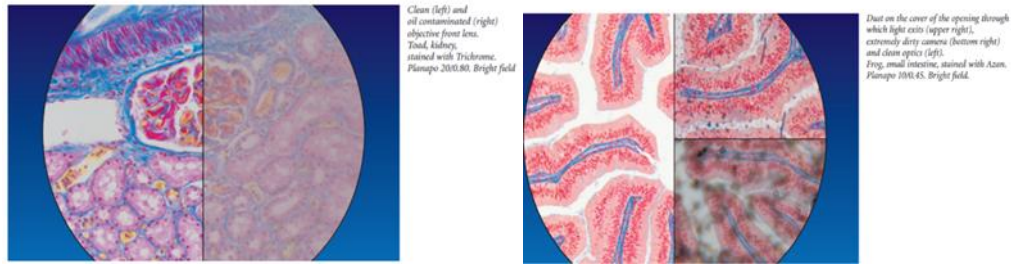 Clean (left) and
oil contaminated (right)
objective front lens.
Toad, kidney,
stained with Trichrome.
Planapo 20/0.80. Bright field
Dust on the cover of the opening through
which light exits (upper right),
extremely dirty camera (bottom right)
and clean optics (left).
Frog, small intestine, stained with Azan.
Planapo 10/0.45. Bright field.